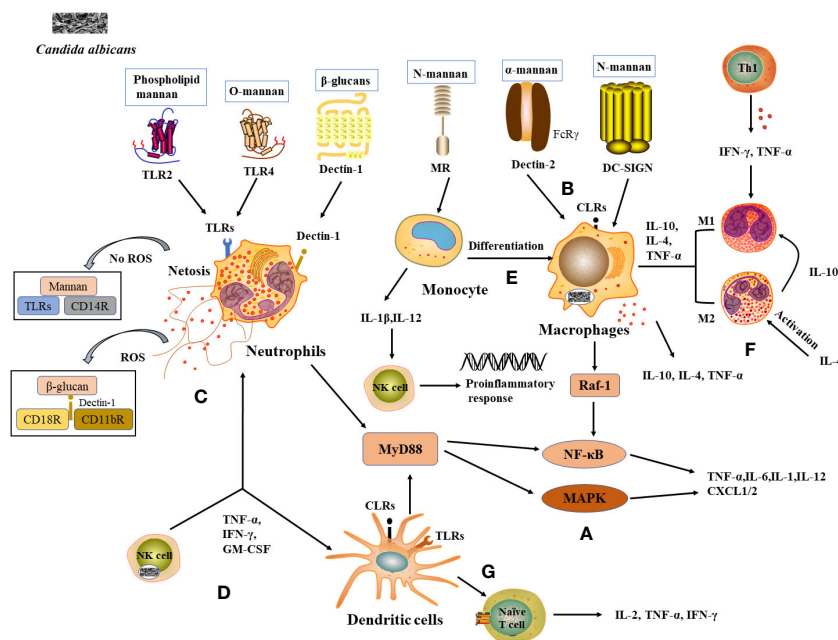 Candida albicans
Phospholipid
mannan
O-mannan
β-glucans
N-mannan
α-mannan
N-mannan
Th1
FcRγ
TLR2
TLR4
Dectin-1
MR
Dectin-2
DC-SIGN
IFN-γ, TNF-α
B
CLRs
TLRs
Dectin-1
No ROS
Netosis
Mannan
TLRs
CD14R
ROS
Neutrophils
C
β-glucan
Dectin-1
CD18R
CD11bR
Differentiation
E
Monocyte
IL-1β,IL-12
NK cell
Proinflammatory
response
Macrophages
IL-10,
IL-4,
TNF-α
M1
M2
IL-10
Activation
F
IL-4
IL-10, IL-4, TNF-α
Raf-1
MyD88
NF-κB
MAPK
A
TNF-α,IL-6,IL-1,IL-12
CXCL1/2
NK cell
D
TNF-α,
IFN-γ,
GM-CSF
CLRs
TLRs
Dendritic cells
G
Naïve
T cell
IL-2, TNF-α, IFN-γ